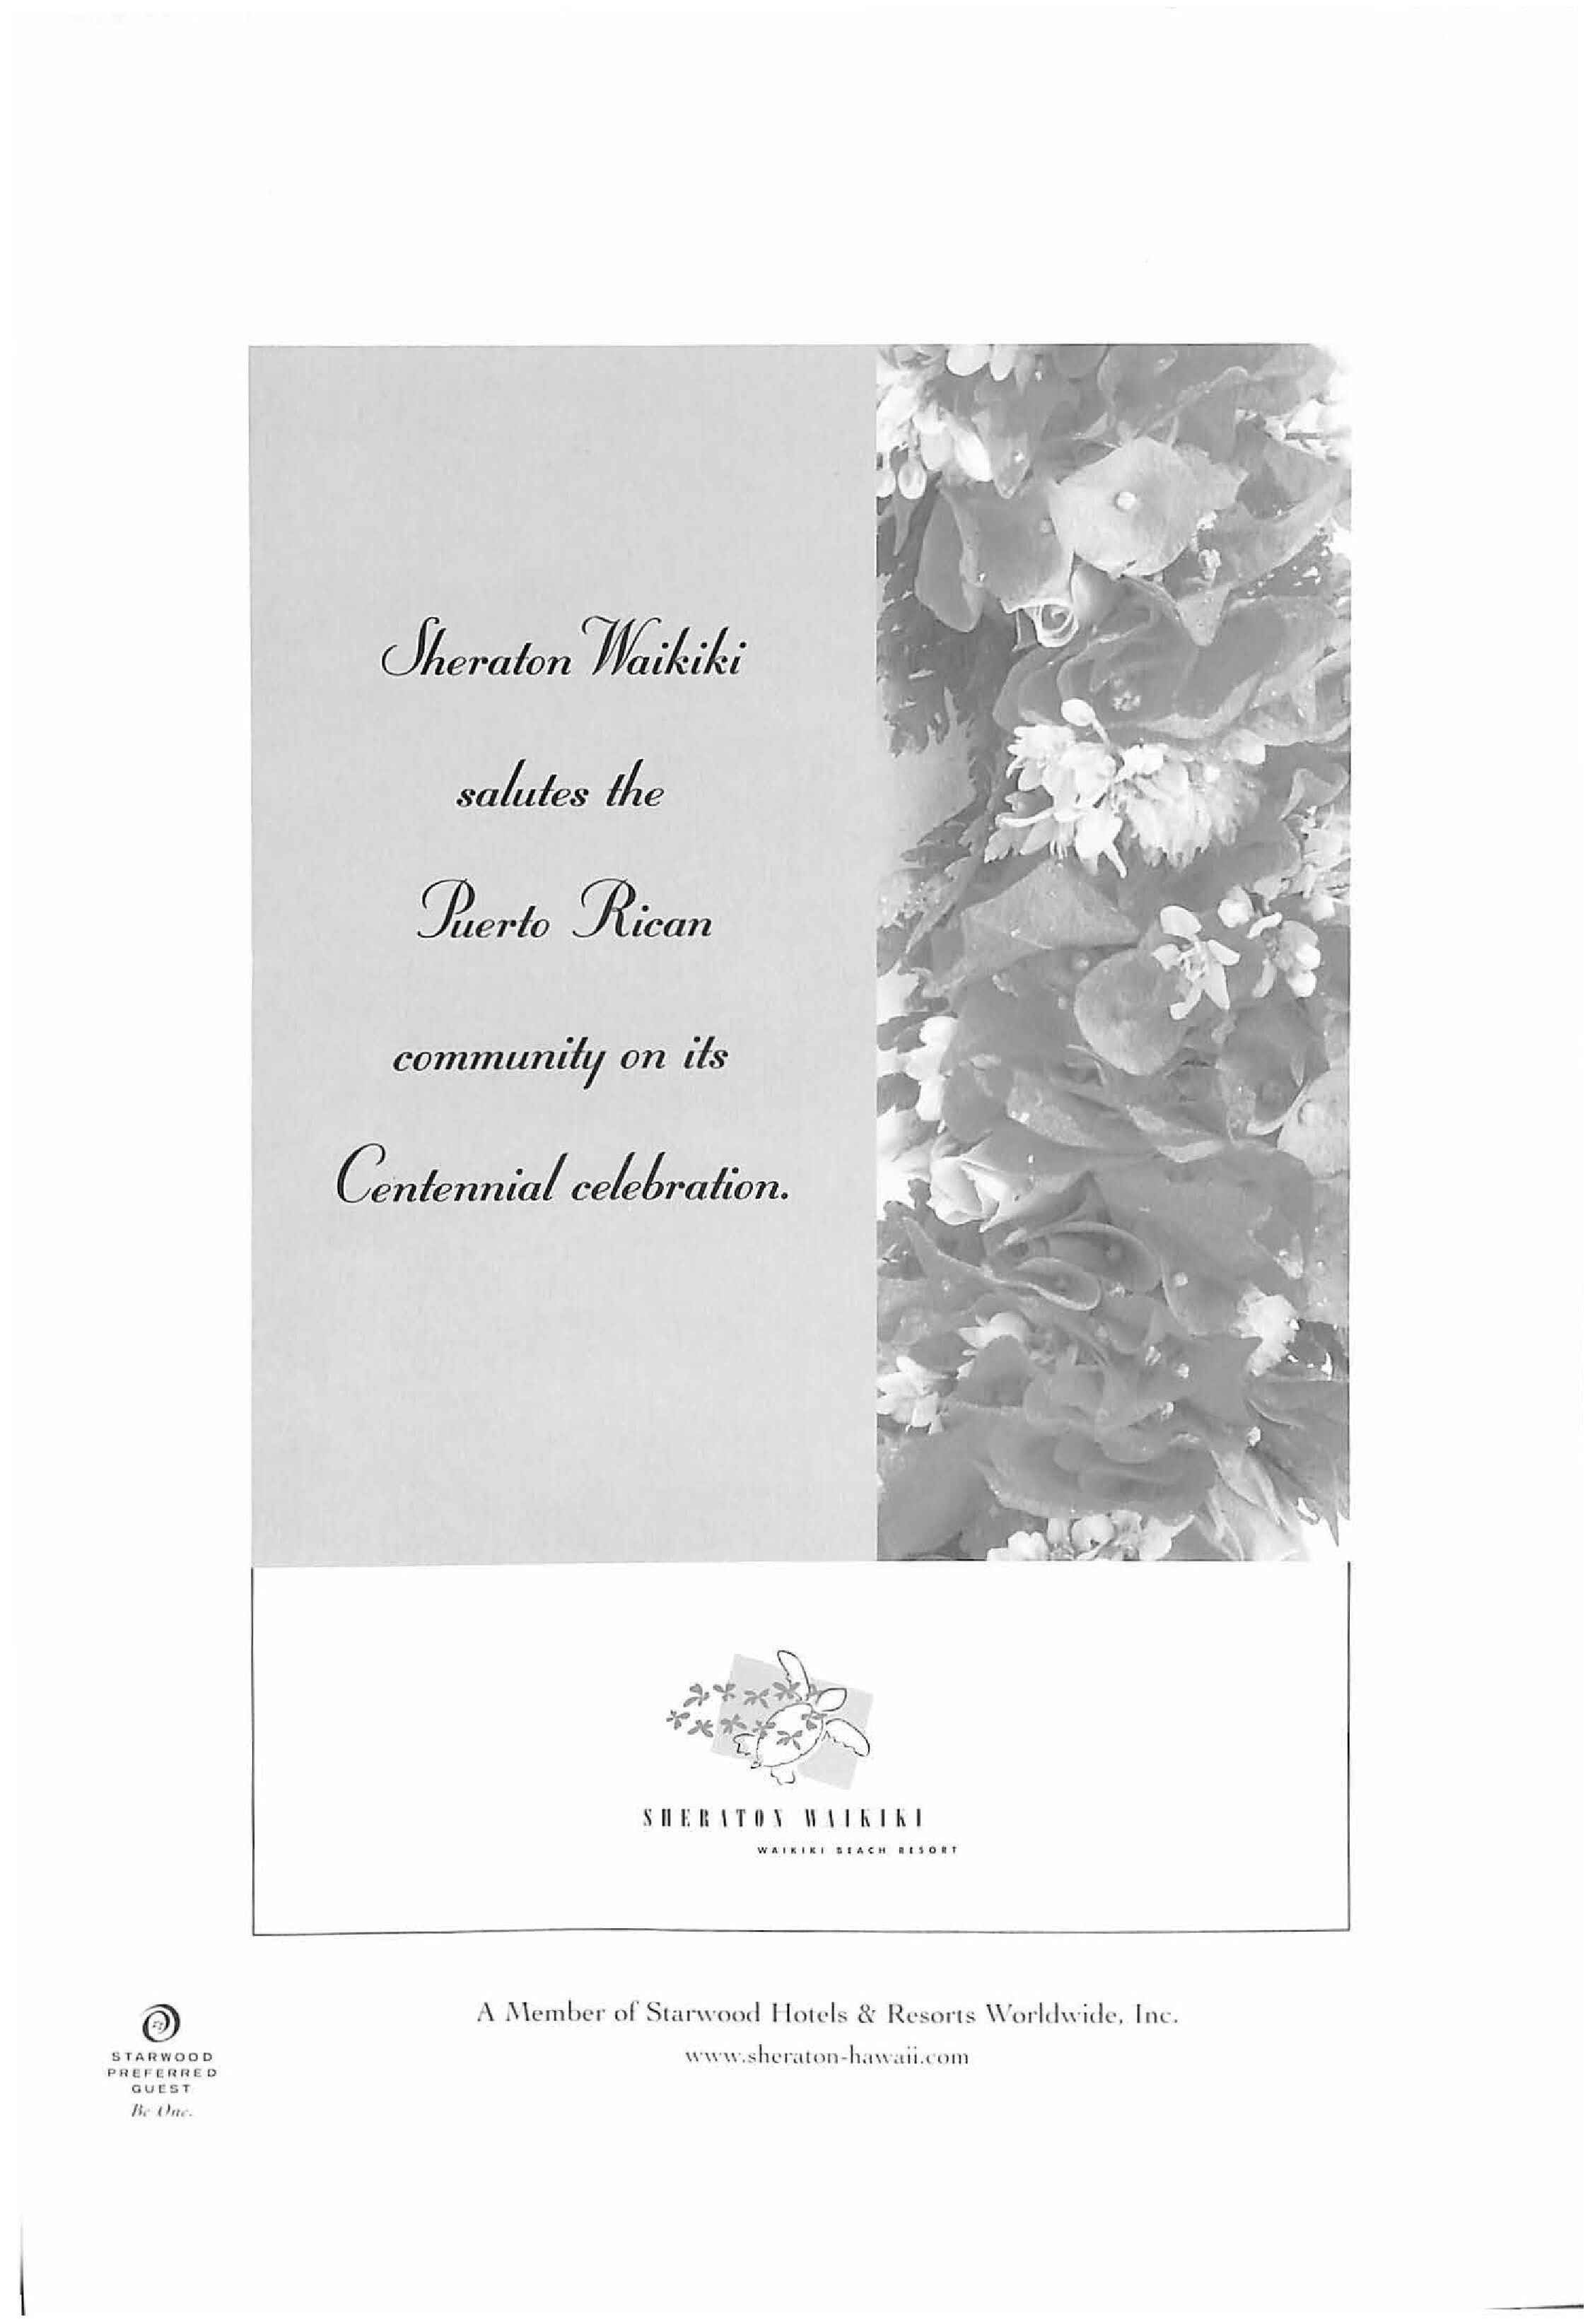 Sheraton Waikiki
salutes the
Puerto Rican
community on its
Centennial celebration.
SHERATON WAIKIKI
WAIKIKI BEACH RESORT
A Member of Starwood Hotels & Resorts Worldwide, Inc.
www.sheraton-hawaii.com
STARWOOD
PREFERRED
GUEST
Be One.